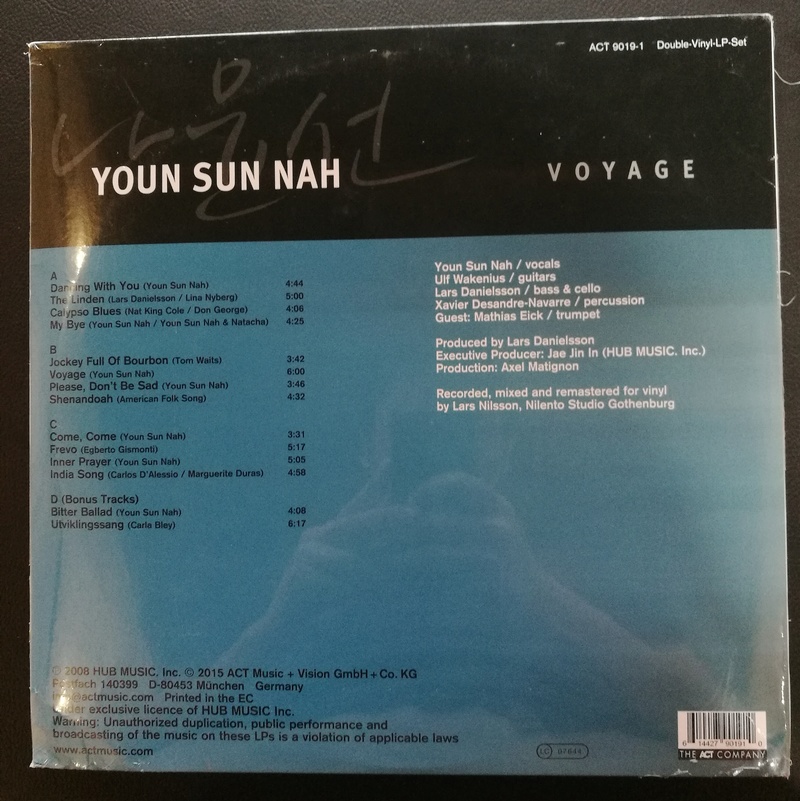 ACT 9019-1 Double-Vinyl-LP-Set
나윤선
YOUN SUN NAH
VOYAGE
A
Dancing With You (Youn Sun Nah) 4:44
The Linden (Lars Danielsson / Lina Nyberg) 5:00
Calypso Blues (Nat King Cole / Don George) 4:06
My Bye (Youn Sun Nah / Youn Sun Nah & Natacha) 4:25
B
Jockey Full Of Bourbon (Tom Waits) 3:42
Voyage (Youn Sun Nah) 6:00
Please, Don't Be Sad (Youn Sun Nah) 3:46
Shenandoah (American Folk Song) 4:32
C
Come, Come (Youn Sun Nah) 3:31
Frevo (Egberto Gismonti) 5:17
Inner Prayer (Youn Sun Nah) 5:05
India Song (Carlos D'Alessio / Marguerite Duras) 4:58
D (Bonus Tracks)
Bitter Ballad (Youn Sun Nah) 4:08
Utviklingssang (Carla Bley) 6:17
Youn Sun Nah / vocals
Ulf Wakenius / guitars
Lars Danielsson / bass & cello
Xavier Desandre-Navarre / percussion
Guest: Mathias Eick / trumpet
Produced by Lars Danielsson
Executive Producer: Jae Jin In (HUB MUSIC. Inc.)
Production: Axel Matignon
Recorded, mixed and remastered for vinyl
by Lars Nilsson, Nilento Studio Gothenburg
℗ 2008 HUB MUSIC, Inc. © 2015 ACT Music + Vision GmbH + Co. KG
Postfach 140399 D-80453 München Germany
info@actmusic.com Printed in the EC
Under exclusive licence of HUB MUSIC Inc.
Warning: Unauthorized duplication, public performance and
broadcasting of the music on these LPs is a violation of applicable laws
www.actmusic.com
LC 07644
6 14427 90191 0
THE ACT COMPANY